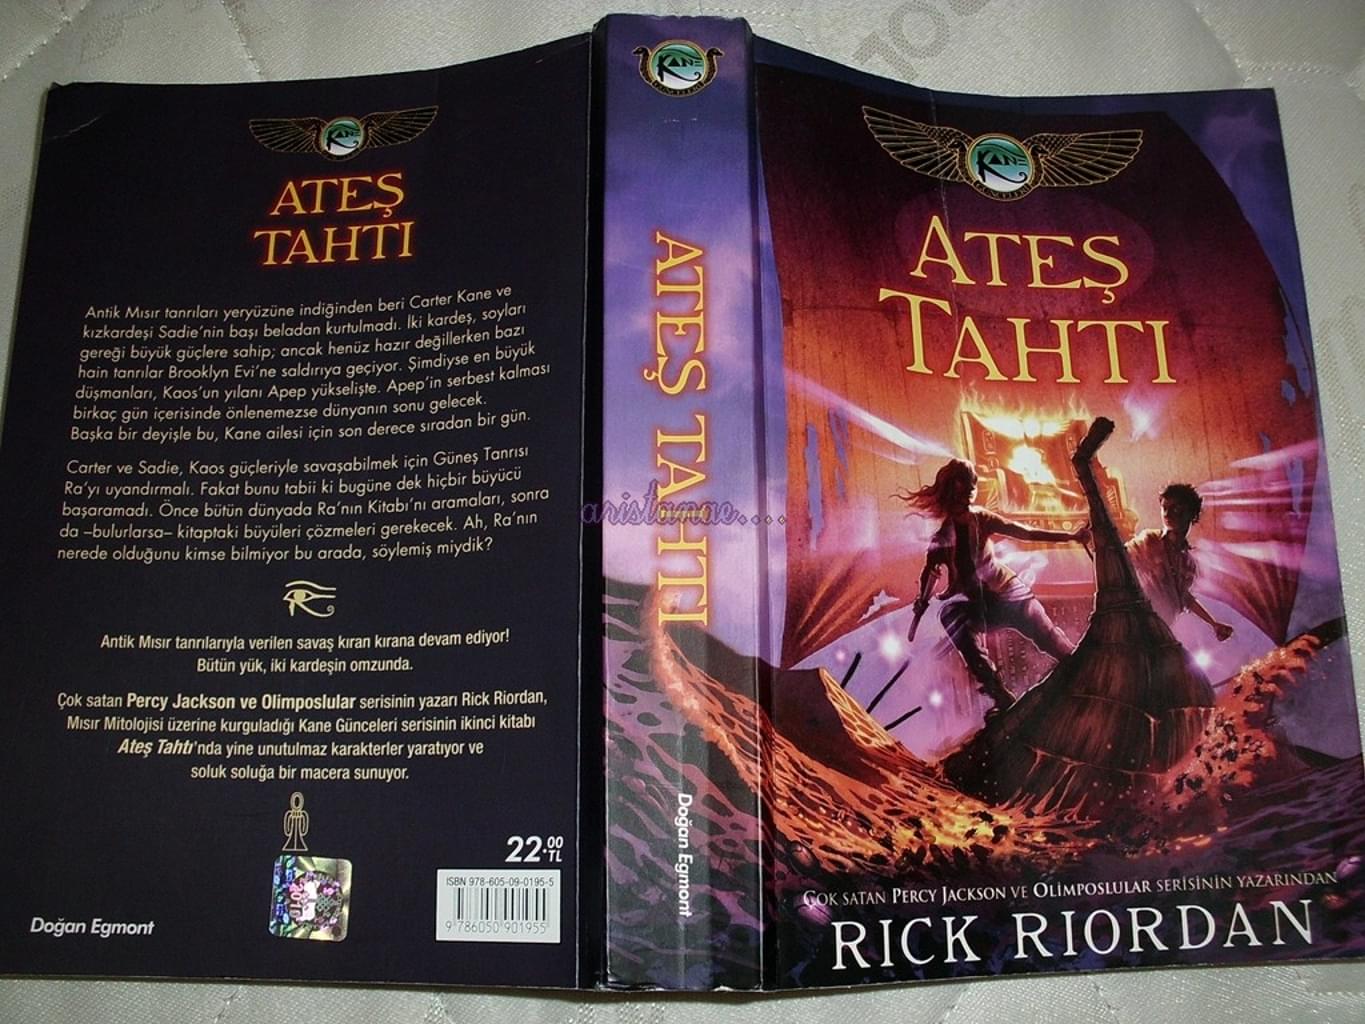 KANE
ATEŞ
TAHTI
Antik Mısır tanrıları yeryüzüne indiğinden beri Carter Kane ve
kızkardeşi Sadie'nin başı beladan kurtulmadı. İki kardeş, soyları
gereği büyük güçlere sahip; ancak henüz hazır değillerken bazı
hain tanrılar Brooklyn Evi'ne saldırıya geçiyor. Şimdiyse en büyük
düşmanları, Kaos'un yılanı Apep yükselişte. Apep'in serbest kalması
birkaç gün içerisinde önlenemezse dünyanın sonu gelecek.
Başka bir deyişle bu, Kane ailesi için son derece sıradan bir gün.
Carter ve Sadie, Kaos güçleriyle savaşabilmek için Güneş Tanrısı
Ra'yı uyandırmalı. Fakat bunu tabii ki bugüne dek hiçbir büyücü
başaramadı. Önce bütün dünyada Ra'nın Kitabı'nı aramaları, sonra
da –bulurlarsa– kitaptaki büyüleri çözmeleri gerekecek. Ah, Ra'nın
nerede olduğunu kimse bilmiyor bu arada, söylemiş miydik?
Antik Mısır tanrılarıyla verilen savaş kıran kırana devam ediyor!
Bütün yük, iki kardeşin omzunda.
Çok satan Percy Jackson ve Olimposlular serisinin yazarı Rick Riordan,
Mısır Mitolojisi üzerine kurguladığı Kane Günceleri serisinin ikinci kitabı
Ateş Tahtı'nda yine unutulmaz karakterler yaratıyor ve
soluk soluğa bir macera sunuyor.
22.00
TL
ISBN 978-605-09-0195-5
9 786050 901955
Doğan Egmont
KANE
GÜNCELERİ
ATEŞ TAHTI
Doğan Egmont
aristanae....
KANE
GÜNCELERİ
ATEŞ
TAHTI
ÇOK SATAN PERCY JACKSON VE OLİMPOSLULAR SERİSİNİN YAZARINDAN
RICK RIORDAN